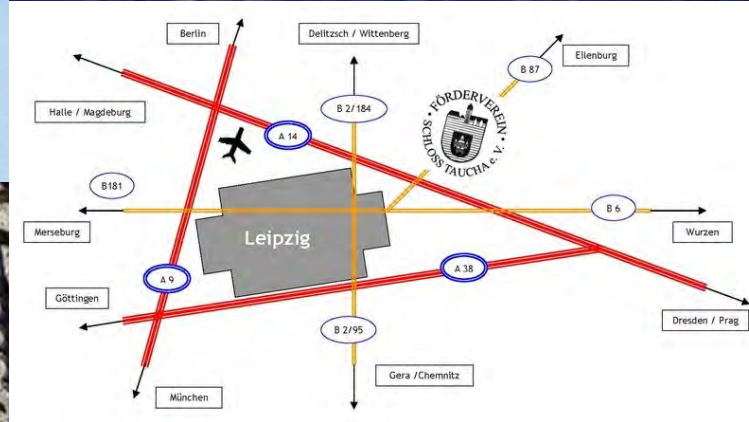 Berlin
Delitzsch / Wittenberg
Eilenburg
B 87
Halle / Magdeburg
B 2/184
· FÖRDERVEREIN ·
SCHLOSS TAUCHA e. V.
A 14
B181
B 6
Merseburg
Leipzig
Wurzen
A 9
A 38
Göttingen
B 2/95
Dresden / Prag
Gera /Chemnitz
München